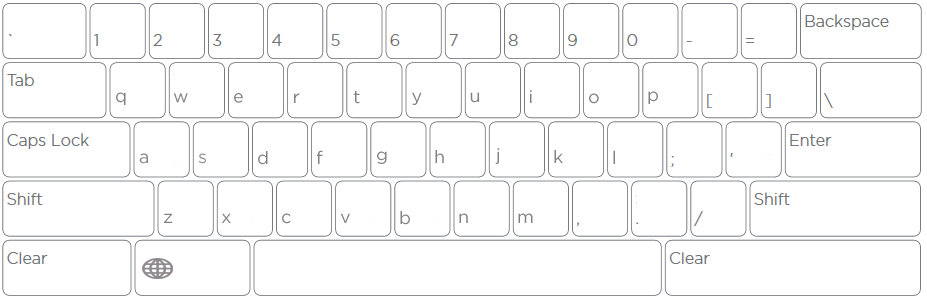 ` 1 2 3 4 5 6 7 8 9 0 - = Backspace
Tab q w e r t y u i o p [ ] \
Caps Lock a s d f g h j k l ; ' Enter
Shift z x c v b n m , . / Shift
Clear Clear